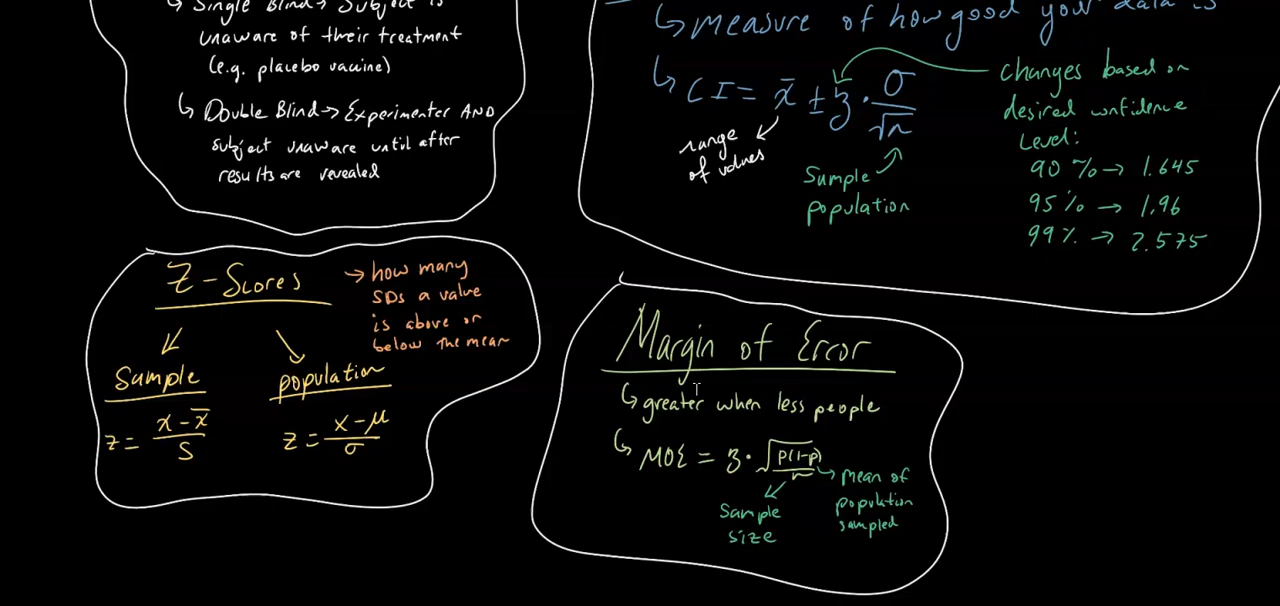 ↳ Single Blind → Subject is
unaware of their treatment
(e.g. placebo vaccine)
↳ Double Blind → Experimenter AND
subject unaware until after
results are revealed
↳ measure of how good your data is
↳ CI = x̄ ± z · σ/√n
range
of values
Sample
population
Changes based on
desired confidence
Level:
90 % → 1.645
95 % → 1.96
99 % → 2.575
Z-Scores
→ how many
SDs a value
is above or
below the mean
Sample
z = (x - x̄)/S
population
z = (x - μ)/σ
Margin of Error
↳ greater when less people
↳ MOE = z · √(p(1-p)/n)
Sample
size
mean of
population
sampled